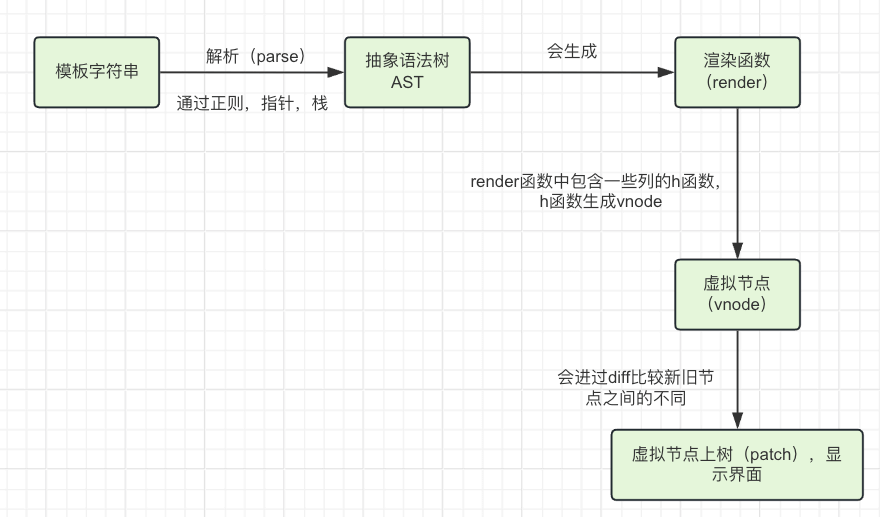 模板字符串
解析（parse）
通过正则，指针，栈
抽象语法树
AST
会生成
渲染函数
（render）
render函数中包含一些列的h函数，
h函数生成vnode
虚拟节点
（vnode）
会进过diff比较新旧节
点之间的不同
虚拟节点上树（patch），显
示界面